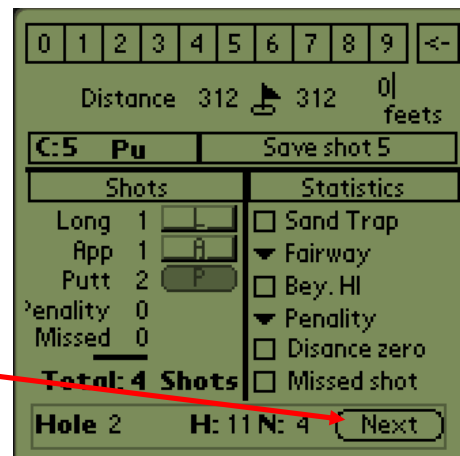 0 1 2 3 4 5 6 7 8 9 <-
Distance 312 312 0
feets
C:5 Pu Save shot 5
Shots Statistics
Long 1 L Sand Trap
App 1 A Fairway
Putt 2 P Bey. Hl
Penality 0 Penality
Missed 0 Disance zero
Total: 4 Shots Missed shot
Hole 2 H: 11 N: 4 Next